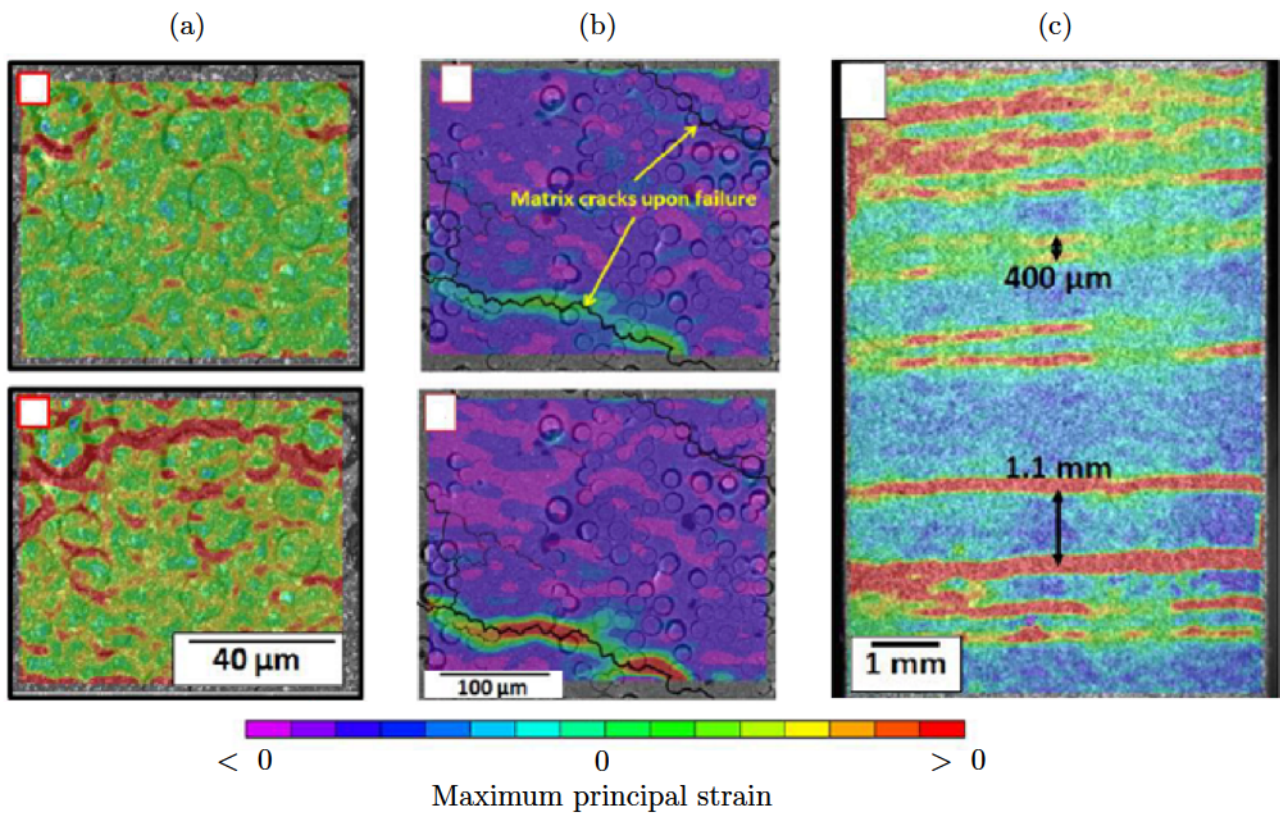 (a)
(b)
(c)
Matrix cracks upon failure
400 μm
1.1 mm
40 μm
100 μm
1 mm
< 0
0
> 0
Maximum principal strain